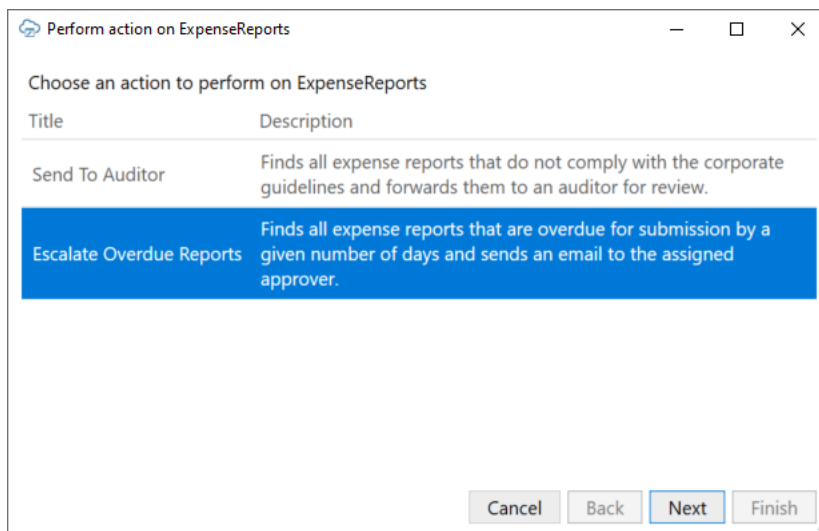 Perform action on ExpenseReports
Choose an action to perform on ExpenseReports
Title Description
Send To Auditor
Finds all expense reports that do not comply with the corporate
guidelines and forwards them to an auditor for review.
Escalate Overdue Reports
Finds all expense reports that are overdue for submission by a
given number of days and sends an email to the assigned
approver.
Cancel Back Next Finish